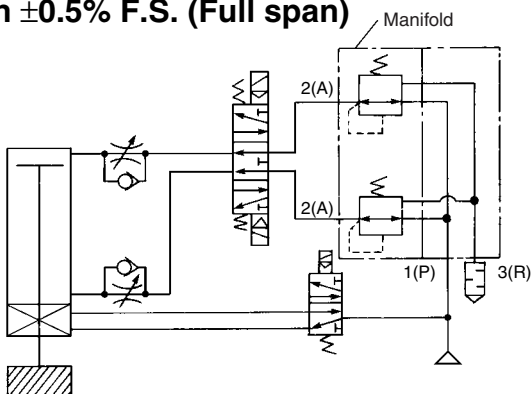 ±0.5% F.S. (Full span)
Manifold
2(A)
2(A)
1(P)
3(R)